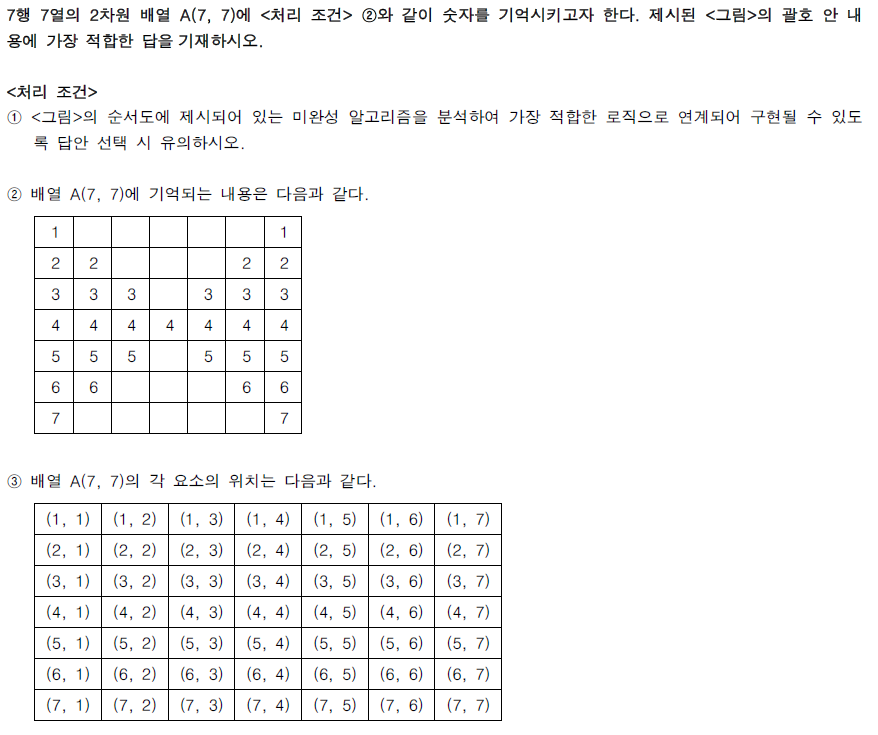 7행 7열의 2차원 배열 A(7, 7)에 <처리 조건> ②와 같이 숫자를 기억시키고자 한다. 제시된 <그림>의 괄호 안 내
용에 가장 적합한 답을 기재하시오.
<처리 조건>
① <그림>의 순서도에 제시되어 있는 미완성 알고리즘을 분석하여 가장 적합한 로직으로 연계되어 구현될 수 있도
록 답안 선택 시 유의하시오.
② 배열 A(7, 7)에 기억되는 내용은 다음과 같다.
1 1
2 2 2 2
3 3 3 3 3 3
4 4 4 4 4 4 4
5 5 5 5 5 5
6 6 6 6
7 7
③ 배열 A(7, 7)의 각 요소의 위치는 다음과 같다.
(1, 1) (1, 2) (1, 3) (1, 4) (1, 5) (1, 6) (1, 7)
(2, 1) (2, 2) (2, 3) (2, 4) (2, 5) (2, 6) (2, 7)
(3, 1) (3, 2) (3, 3) (3, 4) (3, 5) (3, 6) (3, 7)
(4, 1) (4, 2) (4, 3) (4, 4) (4, 5) (4, 6) (4, 7)
(5, 1) (5, 2) (5, 3) (5, 4) (5, 5) (5, 6) (5, 7)
(6, 1) (6, 2) (6, 3) (6, 4) (6, 5) (6, 6) (6, 7)
(7, 1) (7, 2) (7, 3) (7, 4) (7, 5) (7, 6) (7, 7)